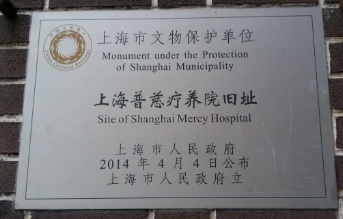 上海市文物保护单位
Monument under the Protection
of Shanghai Municipality
上海普慈疗养院旧址
Site of Shanghai Mercy Hospital
上海市人民政府
2014年4月4日公布
上海市人民政府立